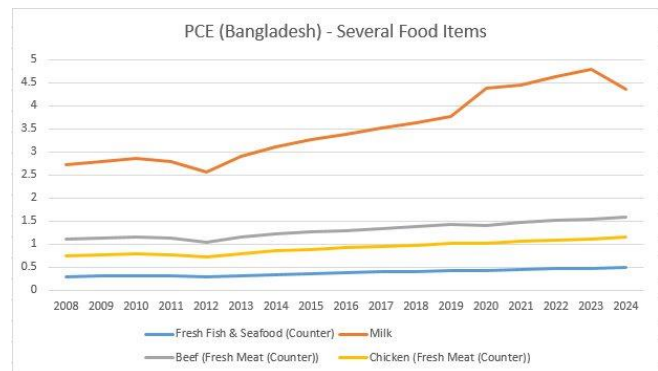 PCE (Bangladesh) - Several Food Items
5
4.5
4
3.5
3
2.5
2
1.5
1
0.5
0
2008 2009 2010 2011 2012 2013 2014 2015 2016 2017 2018 2019 2020 2021 2022 2023 2024
Fresh Fish & Seafood (Counter) Milk
Beef (Fresh Meat (Counter)) Chicken (Fresh Meat (Counter))